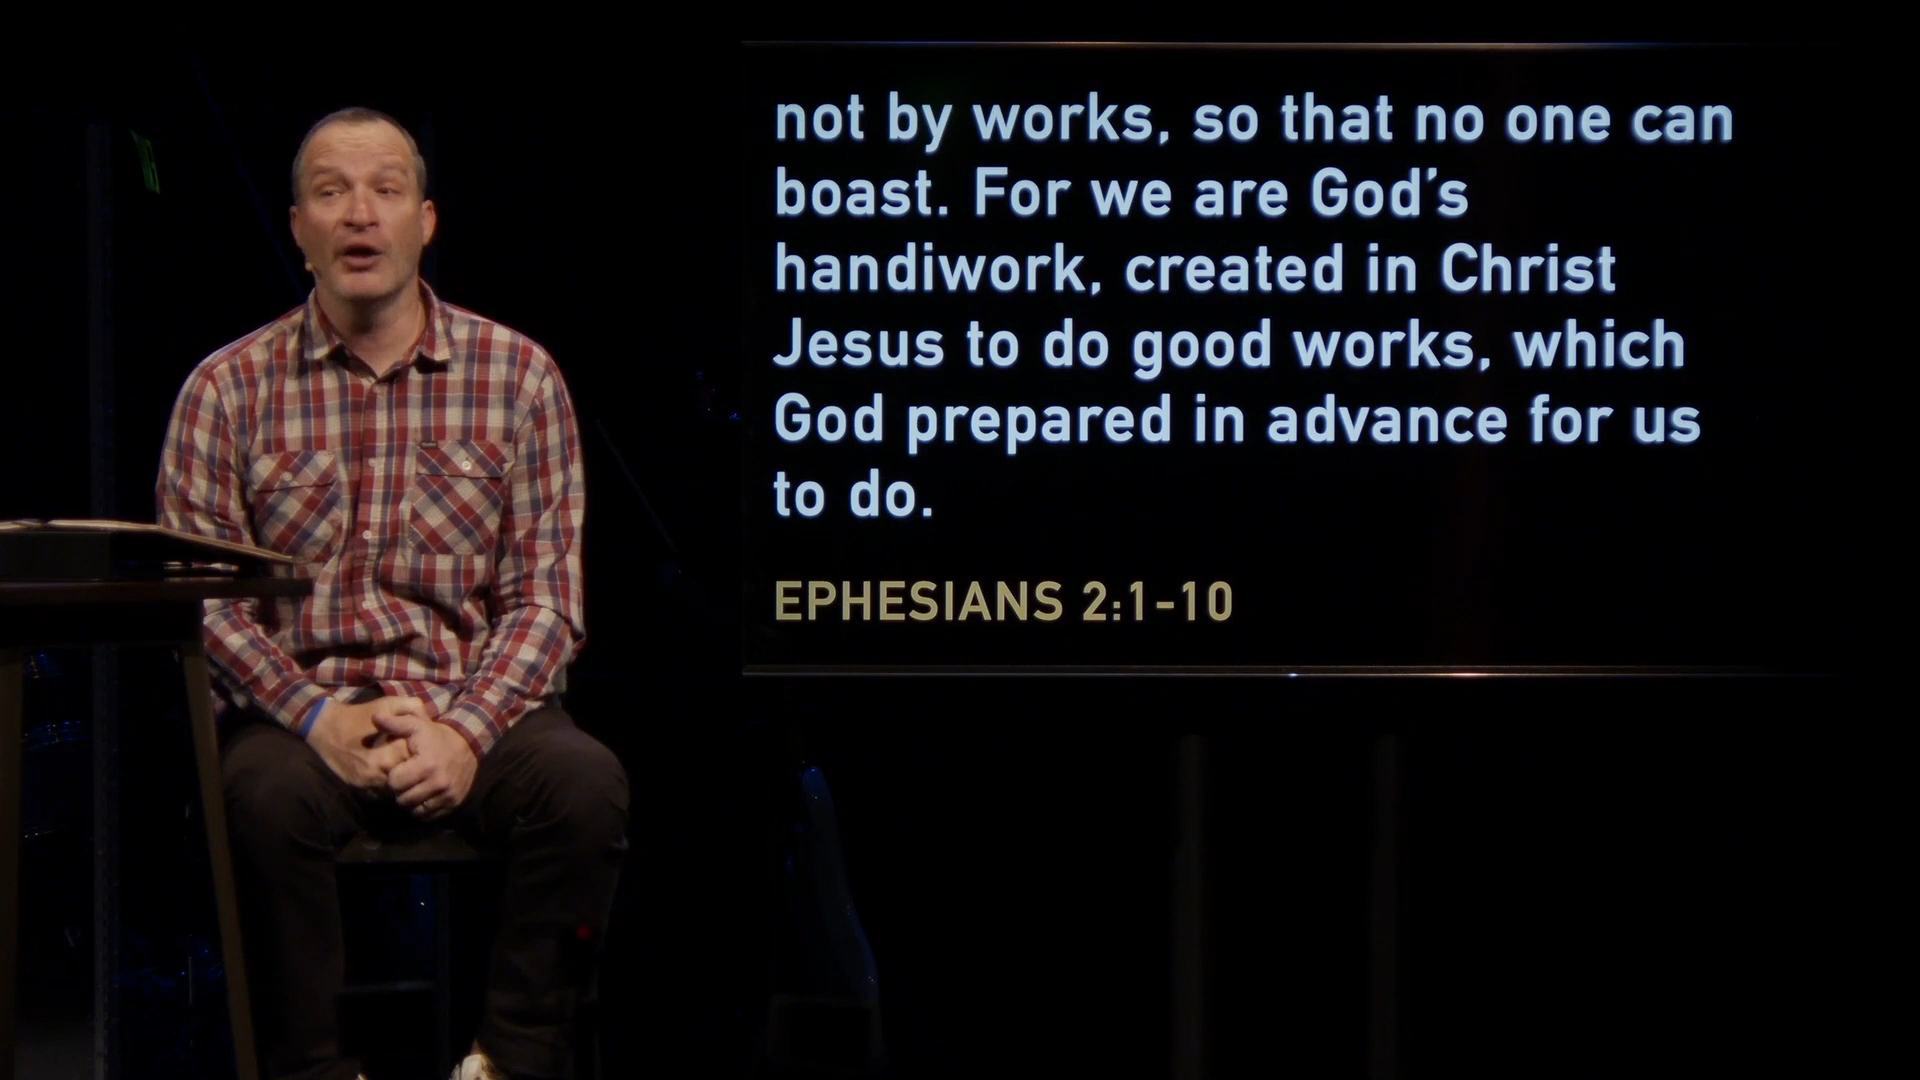 not by works, so that no one can
boast. For we are God's
handiwork, created in Christ
Jesus to do good works, which
God prepared in advance for us
to do.
EPHESIANS 2:1-10